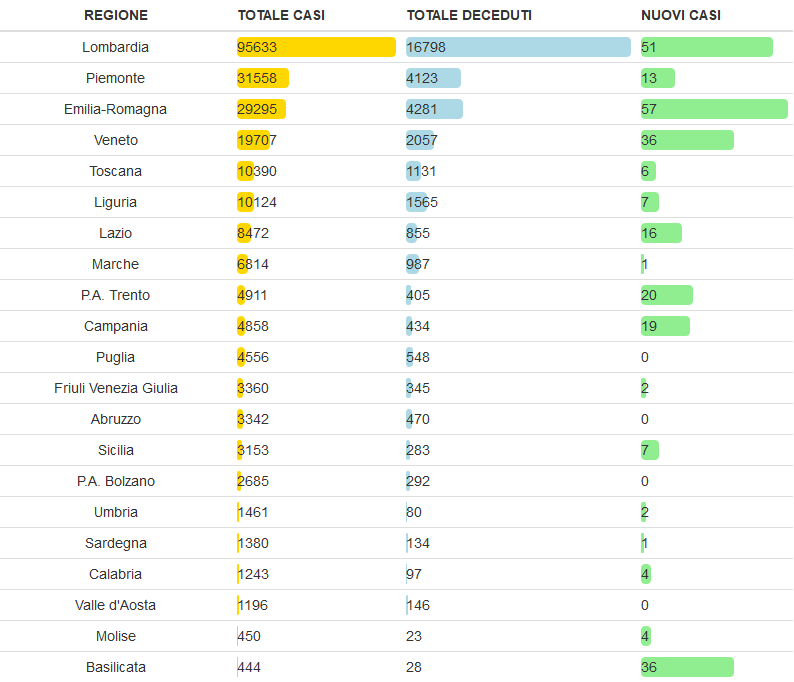 REGIONE TOTALE CASI TOTALE DECEDUTI NUOVI CASI
Lombardia 95633 16798 51
Piemonte 31558 4123 13
Emilia-Romagna 29295 4281 57
Veneto 19707 2057 36
Toscana 10390 1131 6
Liguria 10124 1565 7
Lazio 8472 855 16
Marche 6814 987 1
P.A. Trento 4911 405 20
Campania 4858 434 19
Puglia 4556 548 0
Friuli Venezia Giulia 3360 345 2
Abruzzo 3342 470 0
Sicilia 3153 283 7
P.A. Bolzano 2685 292 0
Umbria 1461 80 2
Sardegna 1380 134 1
Calabria 1243 97 4
Valle d'Aosta 1196 146 0
Molise 450 23 4
Basilicata 444 28 36